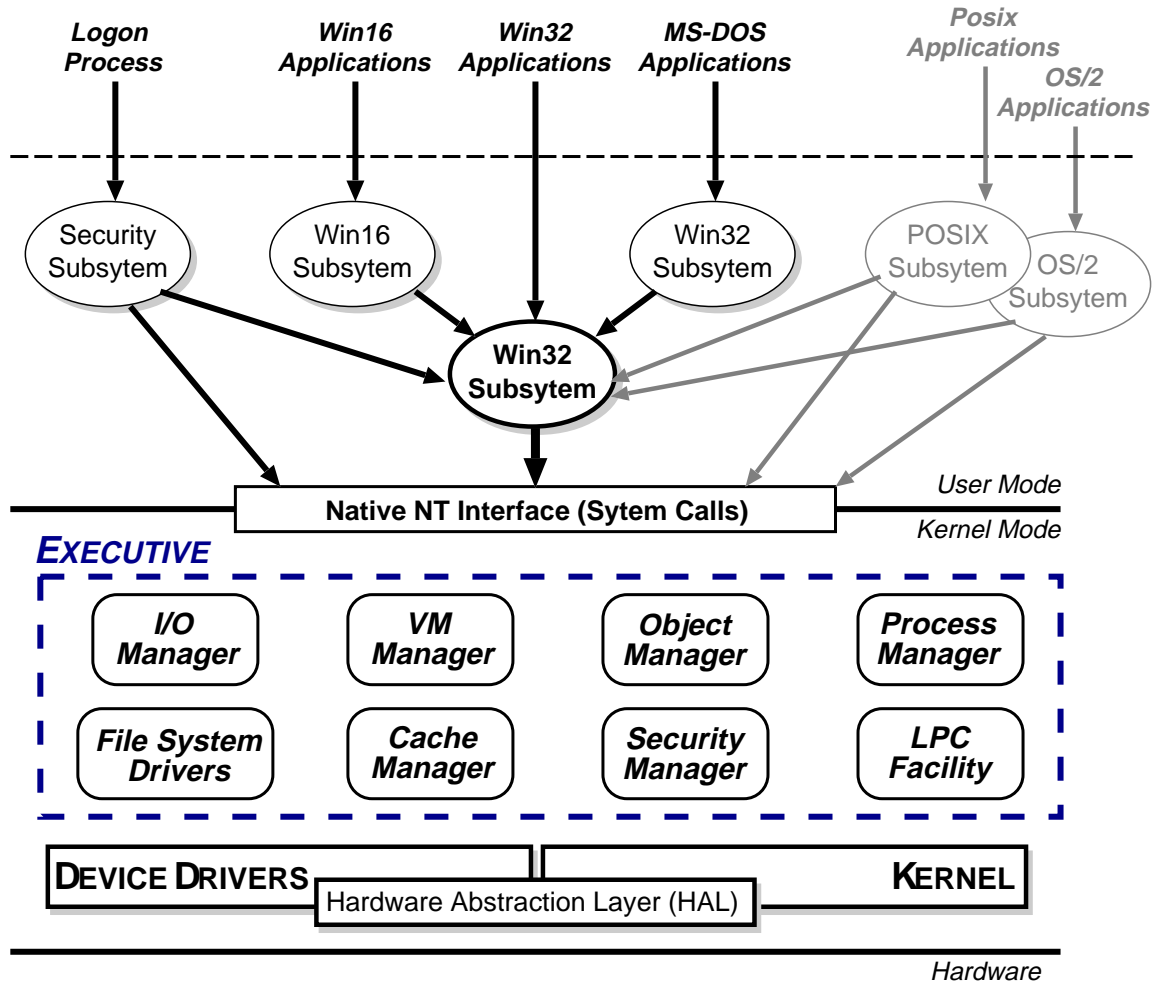 Logon
Process
Win16
Applications
Win32
Applications
MS-DOS
Applications
Posix
Applications
OS/2
Applications
Security
Subsytem
Win16
Subsytem
Win32
Subsytem
POSIX
Subsytem
OS/2
Subsytem
Win32
Subsytem
Native NT Interface (Sytem Calls)
User Mode
Kernel Mode
EXECUTIVE
I/O
Manager
VM
Manager
Object
Manager
Process
Manager
File System
Drivers
Cache
Manager
Security
Manager
LPC
Facility
DEVICE DRIVERS
KERNEL
Hardware Abstraction Layer (HAL)
Hardware